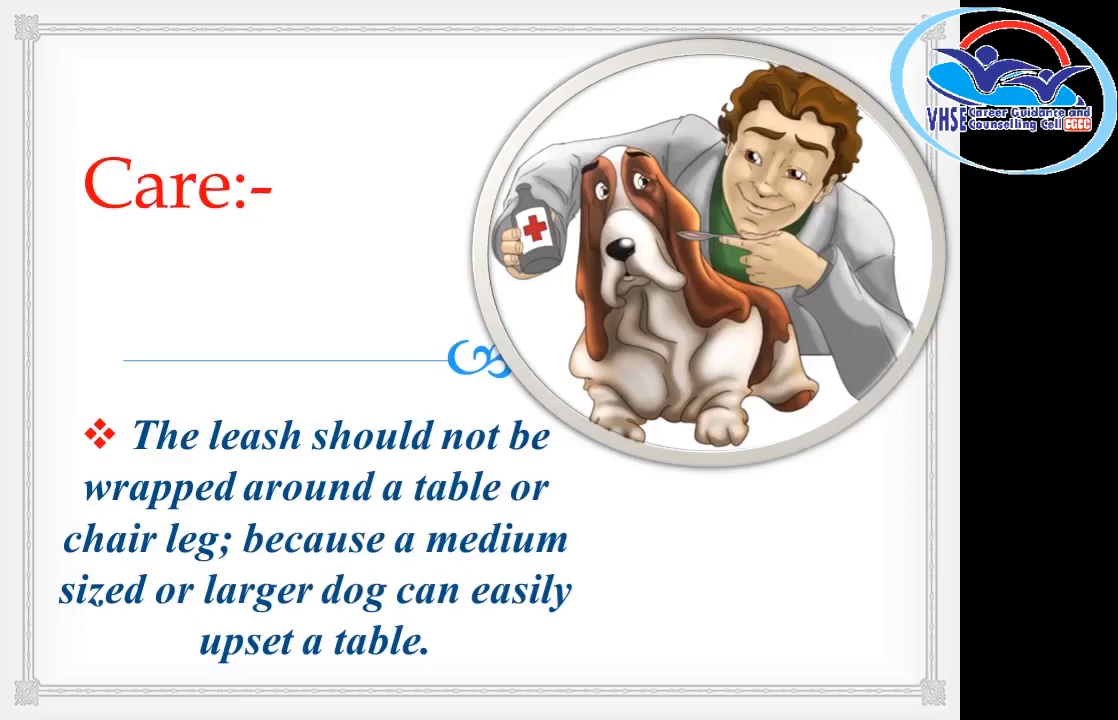 VHSE Career Guidance and
Counselling Cell CGCC
Care:-
The leash should not be
wrapped around a table or
chair leg; because a medium
sized or larger dog can easily
upset a table.